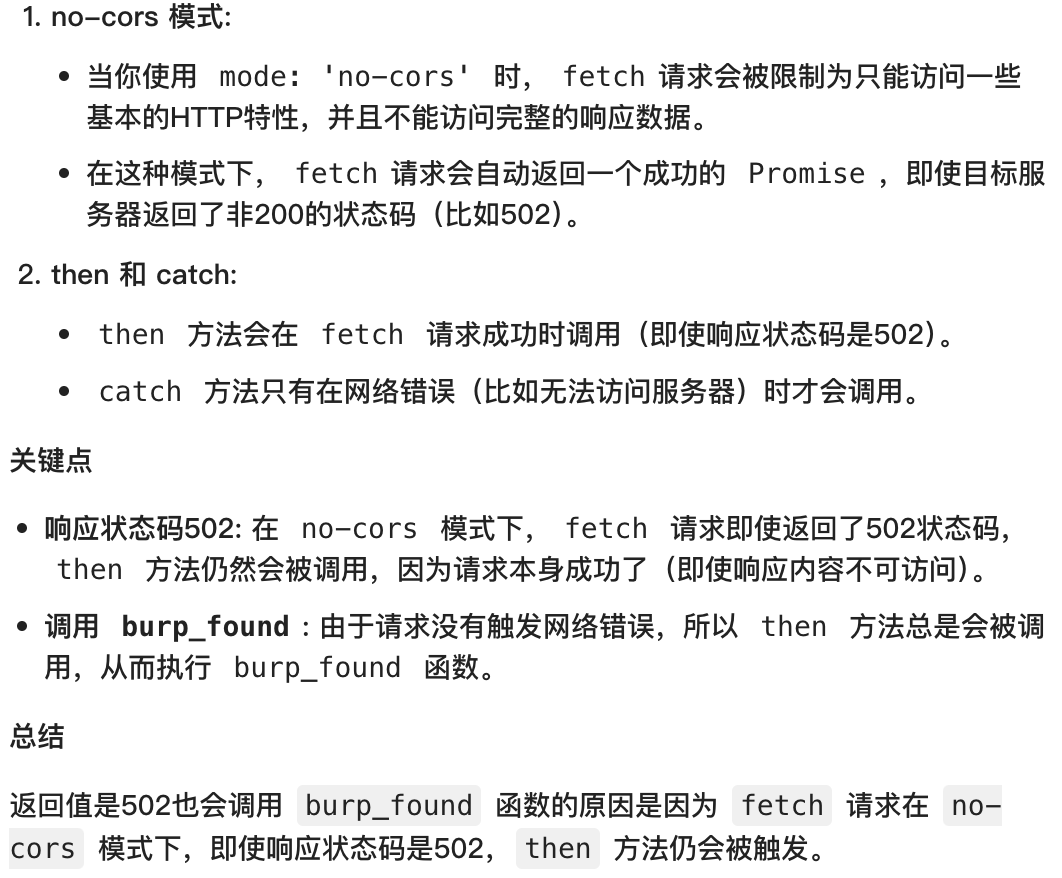 1. no-cors 模式:
• 当你使用 mode: 'no-cors' 时， fetch 请求会被限制为只能访问一些
基本的HTTP特性，并且不能访问完整的响应数据。
• 在这种模式下， fetch 请求会自动返回一个成功的 Promise ，即使目标服
务器返回了非200的状态码（比如502）。
2. then 和 catch:
• then 方法会在 fetch 请求成功时调用（即使响应状态码是502）。
• catch 方法只有在网络错误（比如无法访问服务器）时才会调用。
关键点
• 响应状态码502: 在 no-cors 模式下， fetch 请求即使返回了502状态码，
then 方法仍然会被调用，因为请求本身成功了（即使响应内容不可访问）。
• 调用 burp_found : 由于请求没有触发网络错误，所以 then 方法总是会被调
用，从而执行 burp_found 函数。
总结
返回值是502也会调用 burp_found 函数的原因是因为 fetch 请求在 no-
cors 模式下，即使响应状态码是502， then 方法仍会被触发。